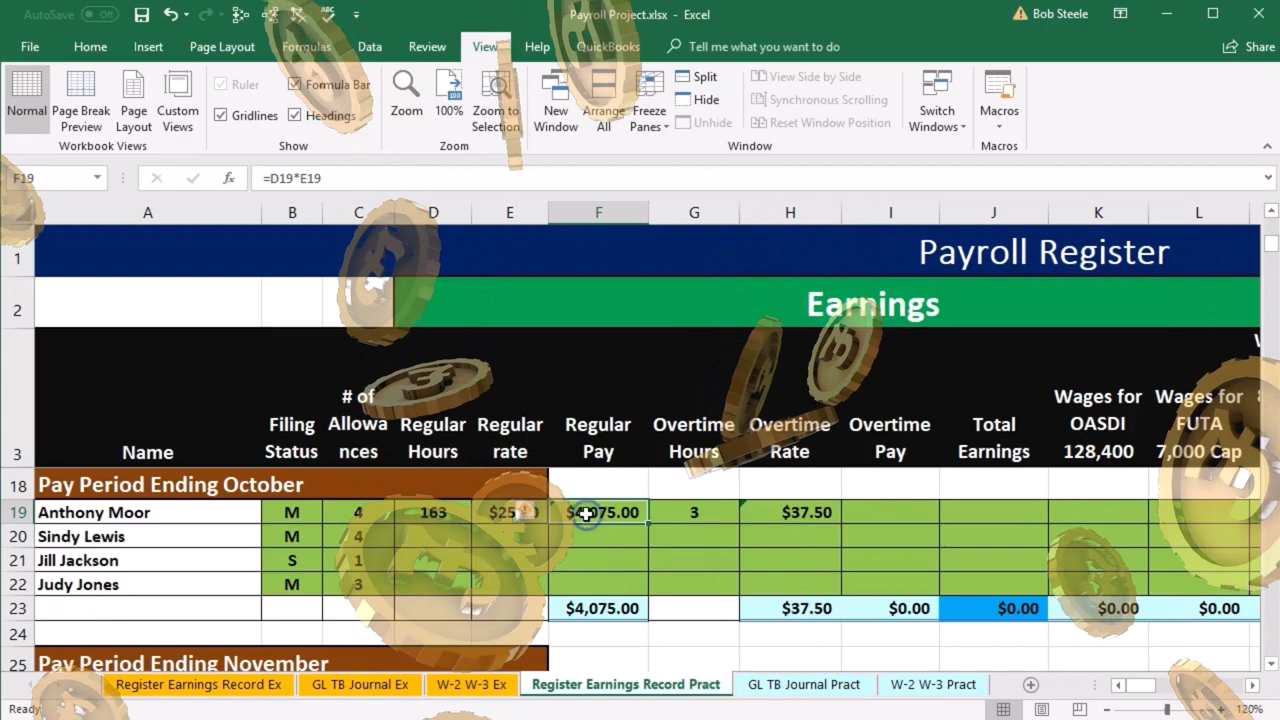 AutoSave Off Payroll Project.xlsx - Excel Bob Steele
File Home Insert Page Layout Formulas Data Review View Help QuickBooks Tell me what you want to do Share
Normal Page Break Preview Page Layout Custom Views
Workbook Views
Ruler Formula Bar
Gridlines Headings
Show
Zoom 100% Zoom to Selection
Zoom
New Window Arrange All Freeze Panes
Split
Hide
Unhide
View Side by Side
Synchronous Scrolling
Reset Window Position
Window
Switch Windows
Macros
Macros
F19 fx =D19*E19
A B C D E F G H I J K L
1 Payroll Register
2 Earnings
3 Name Filing Status # of Allowa nces Regular Hours Regular rate Regular Pay Overtime Hours Overtime Rate Overtime Pay Total Earnings Wages for OASDI 128,400 Wages for FUTA 7,000 Cap
18 Pay Period Ending October
19 Anthony Moor M 4 163 $4,075.00 3 $37.50
20 Sindy Lewis M 4
21 Jill Jackson S 1
22 Judy Jones M 3
23 $4,075.00 $37.50 $0.00 $0.00 $0.00 $0.00
24
25 Pay Period Ending November
Register Earnings Record Ex GL TB Journal Ex W-2 W-3 Ex Register Earnings Record Pract GL TB Journal Pract W-2 W-3 Pract
Ready 120%